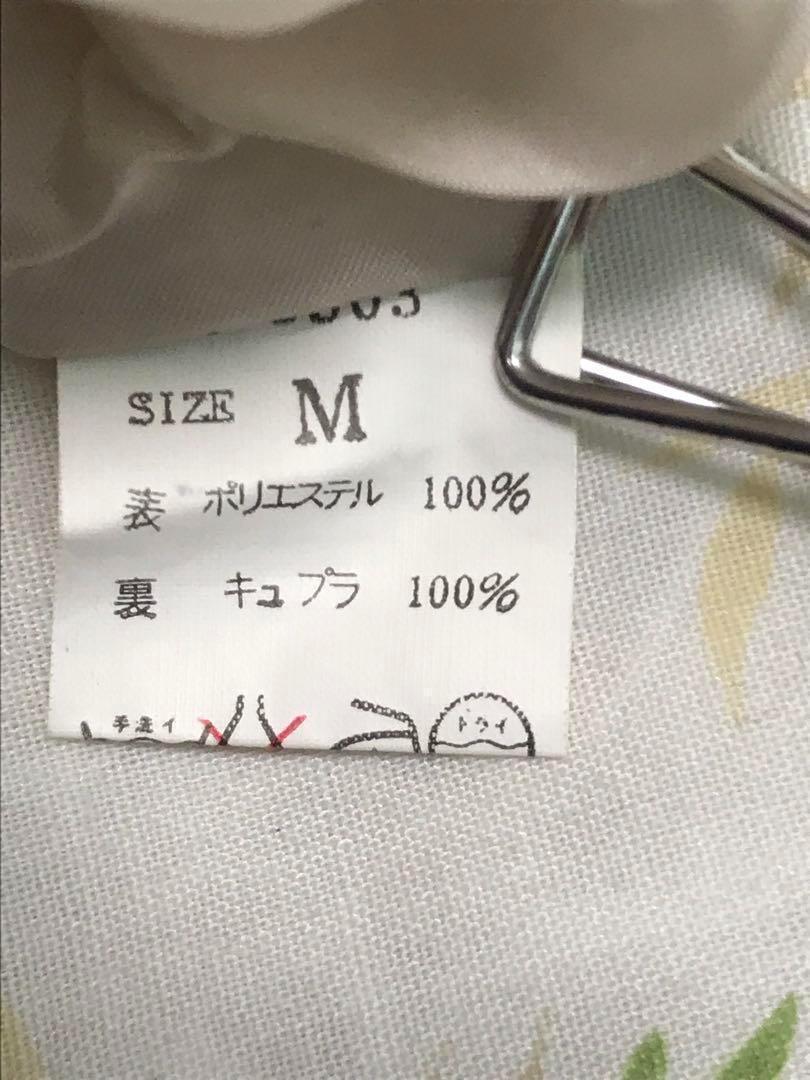 SIZE M
表 ポリエステル 100%
裏 キュプラ 100%
手洗イ ドライ